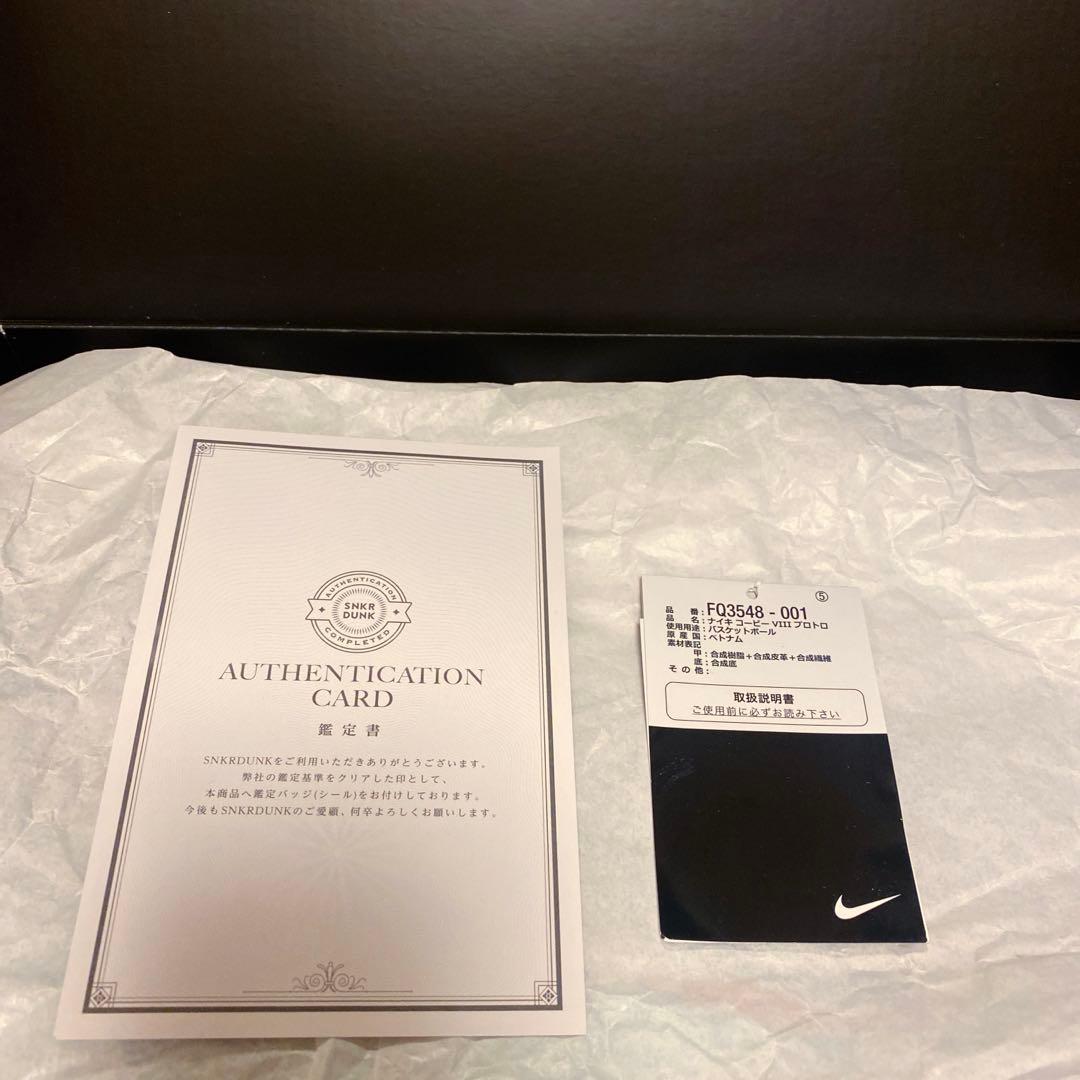 AUTHENTICATION
SNKR
DUNK
COMPLETED
AUTHENTICATION
CARD
鑑定書
SNKRDUNKをご利用いただきありがとうございます。
弊社の鑑定基準をクリアした印として、
本商品へ鑑定バッジ(シール)をお付けしております。
今後もSNKRDUNKのご愛顧、何卒よろしくお願いします。
⑤
品 番：FQ3548 - 001
品 名：ナイキ コービー VIII プロトロ
使用用途：バスケットボール
原 産 国：ベトナム
素材表記
甲：合成樹脂＋合成皮革＋合成繊維
底：合成底
そ の 他：
取扱説明書
ご使用前に必ずお読み下さい